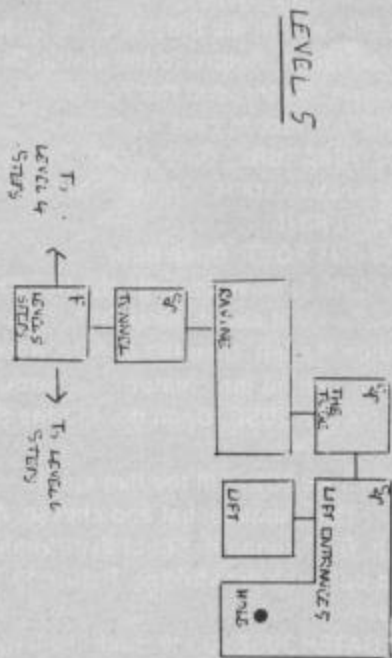 LEVEL 5
To
LEVEL 4
STEPS
F
LEVEL 5
STEPS
To LEVEL 6
STEPS
TUNNEL
RAVINE
THE
LIFT ENTRANCE 5
LIFT
HOLE